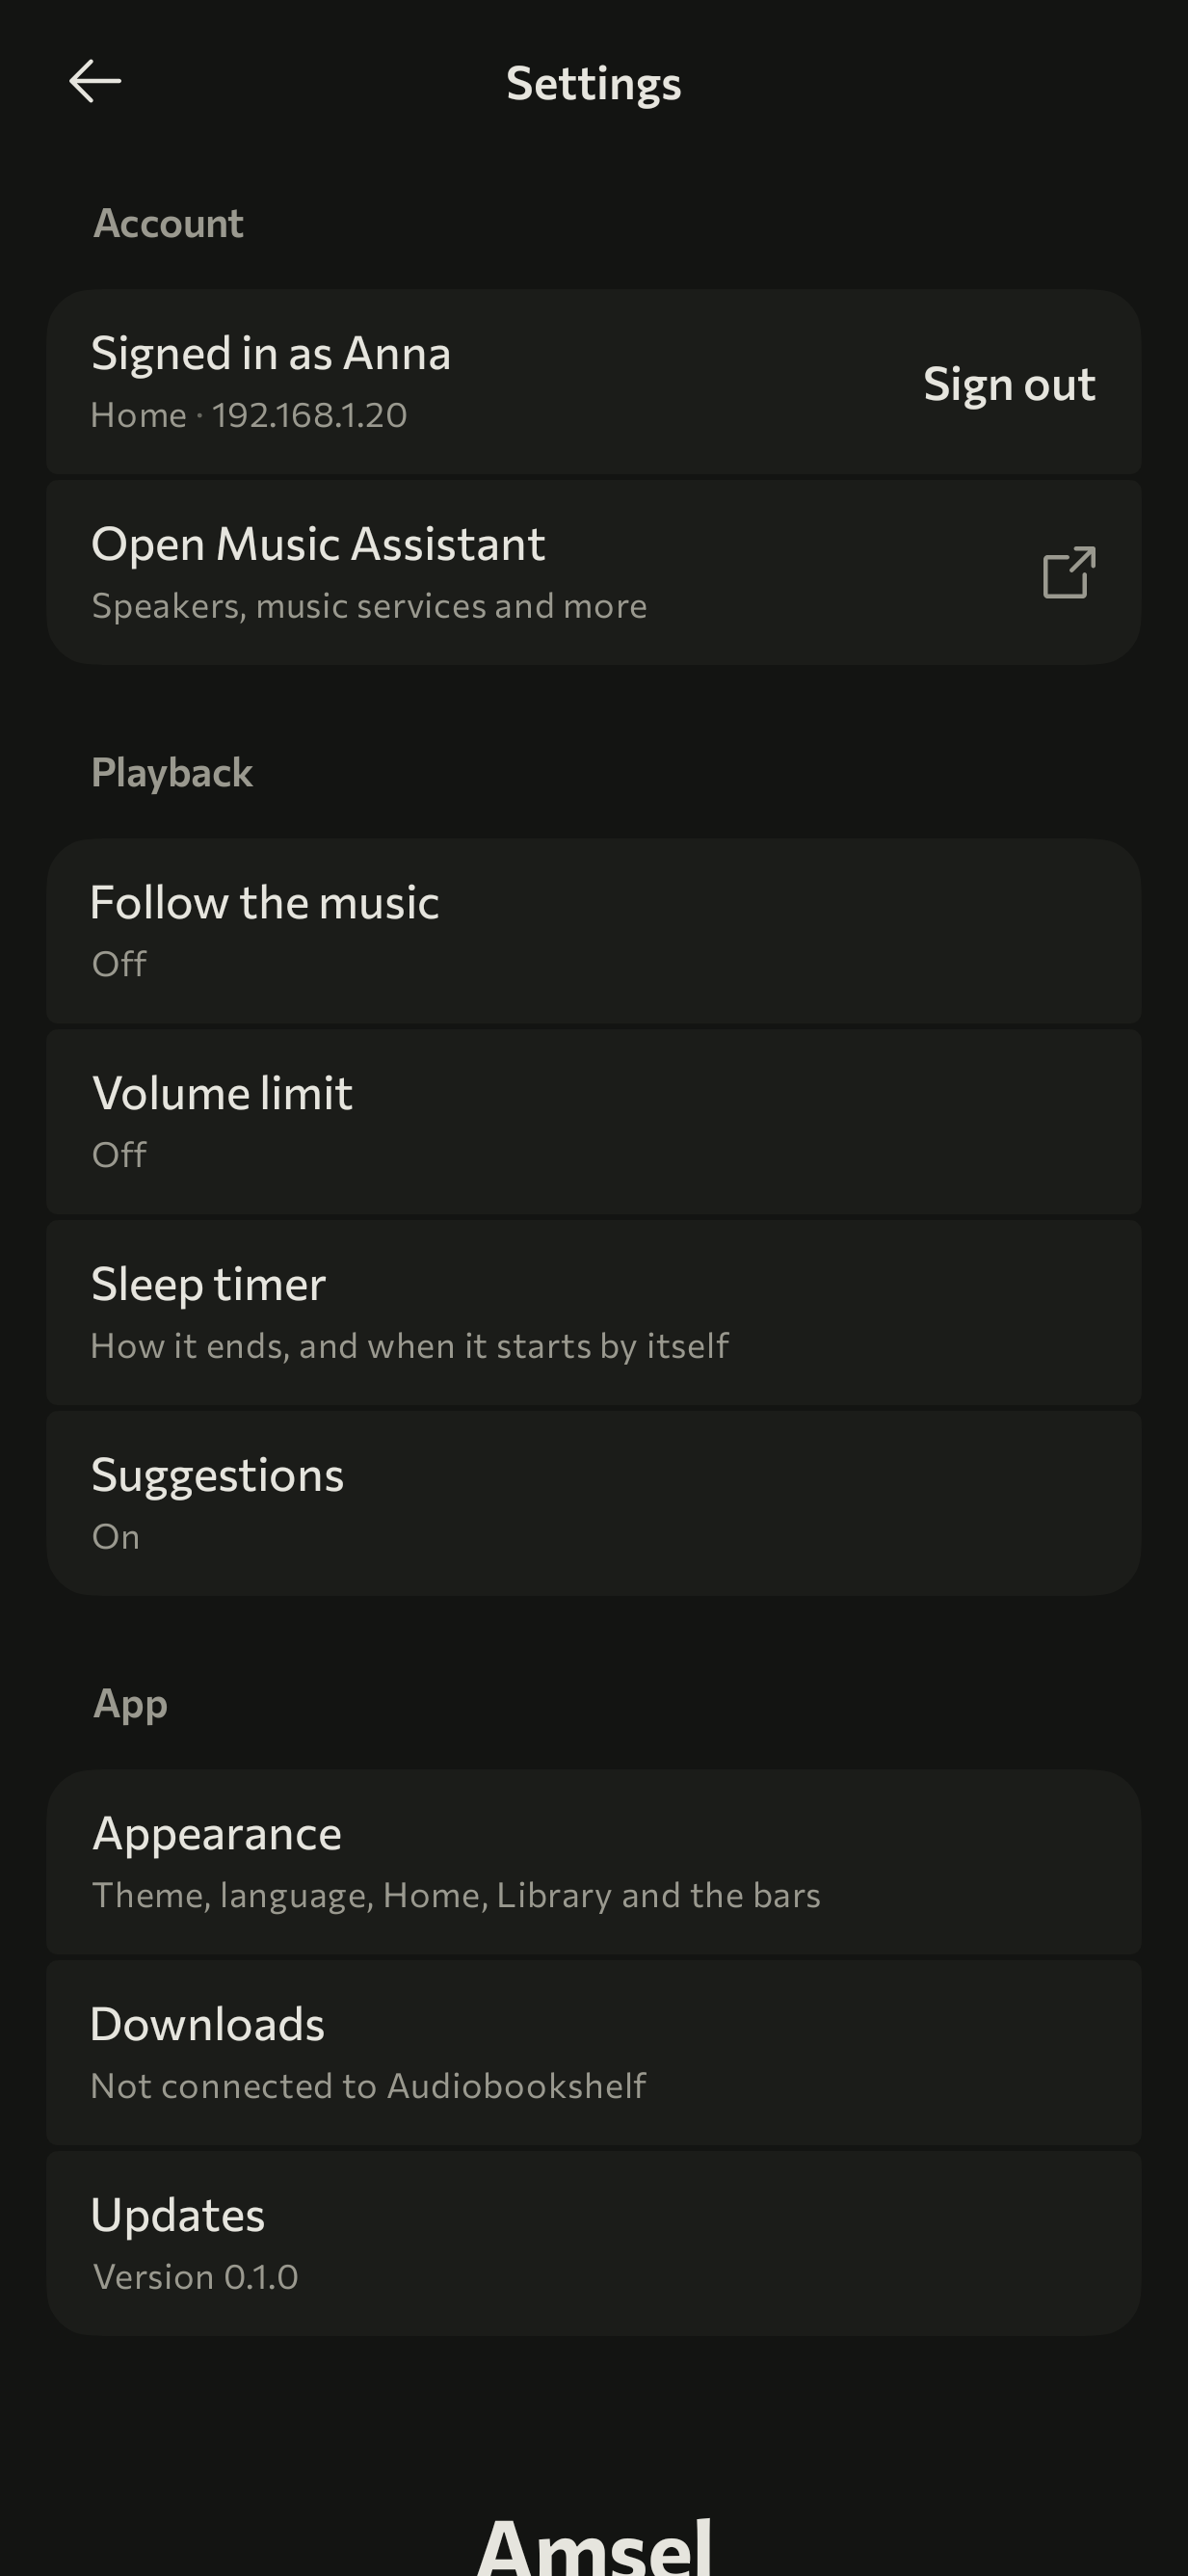 Settings
Account
Signed in as Anna
Home · 192.168.1.20
Sign out
Open Music Assistant
Speakers, music services and more
Playback
Follow the music
Off
Volume limit
Off
Sleep timer
How it ends, and when it starts by itself
Suggestions
On
App
Appearance
Theme, language, Home, Library and the bars
Downloads
Not connected to Audiobookshelf
Updates
Version 0.1.0
Amsel